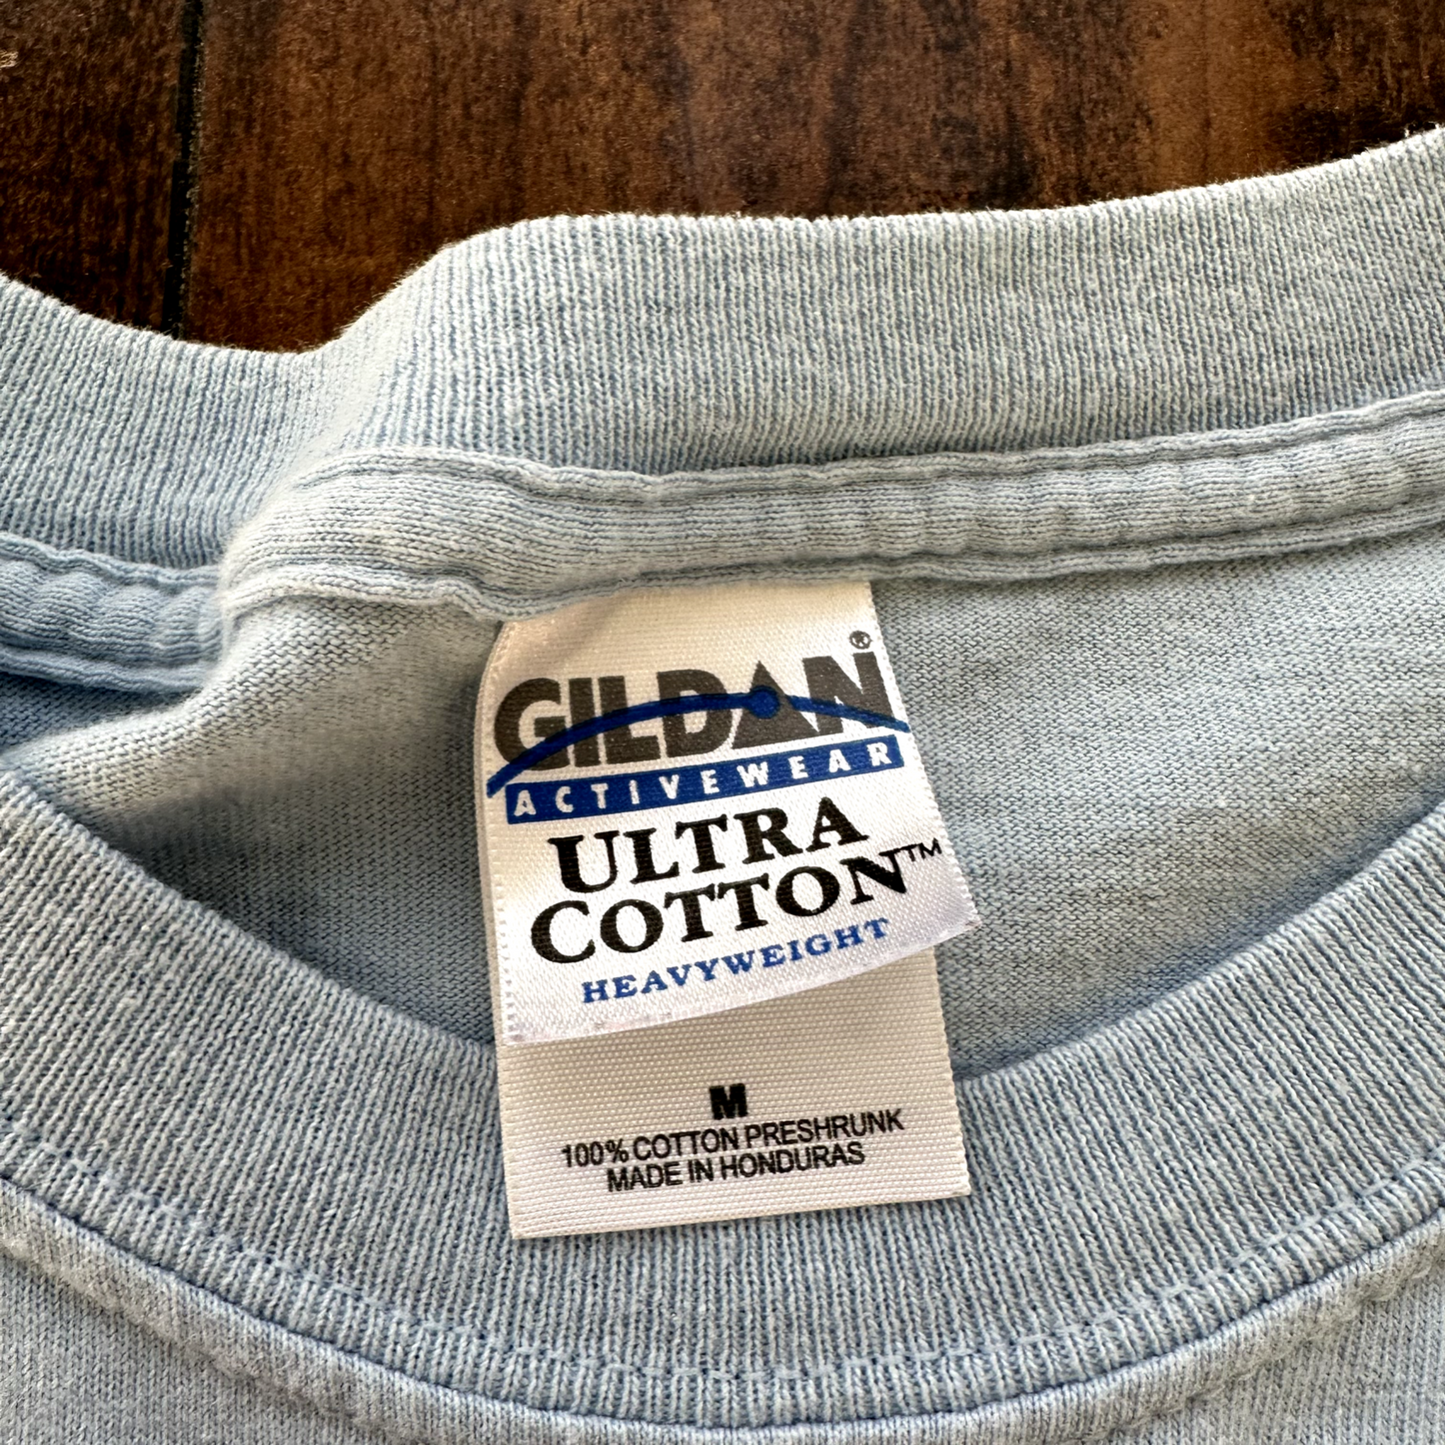 GILDAN®
ACTIVEWEAR
ULTRA
COTTON™
HEAVYWEIGHT
M
100% COTTON PRESHRUNK
MADE IN HONDURAS